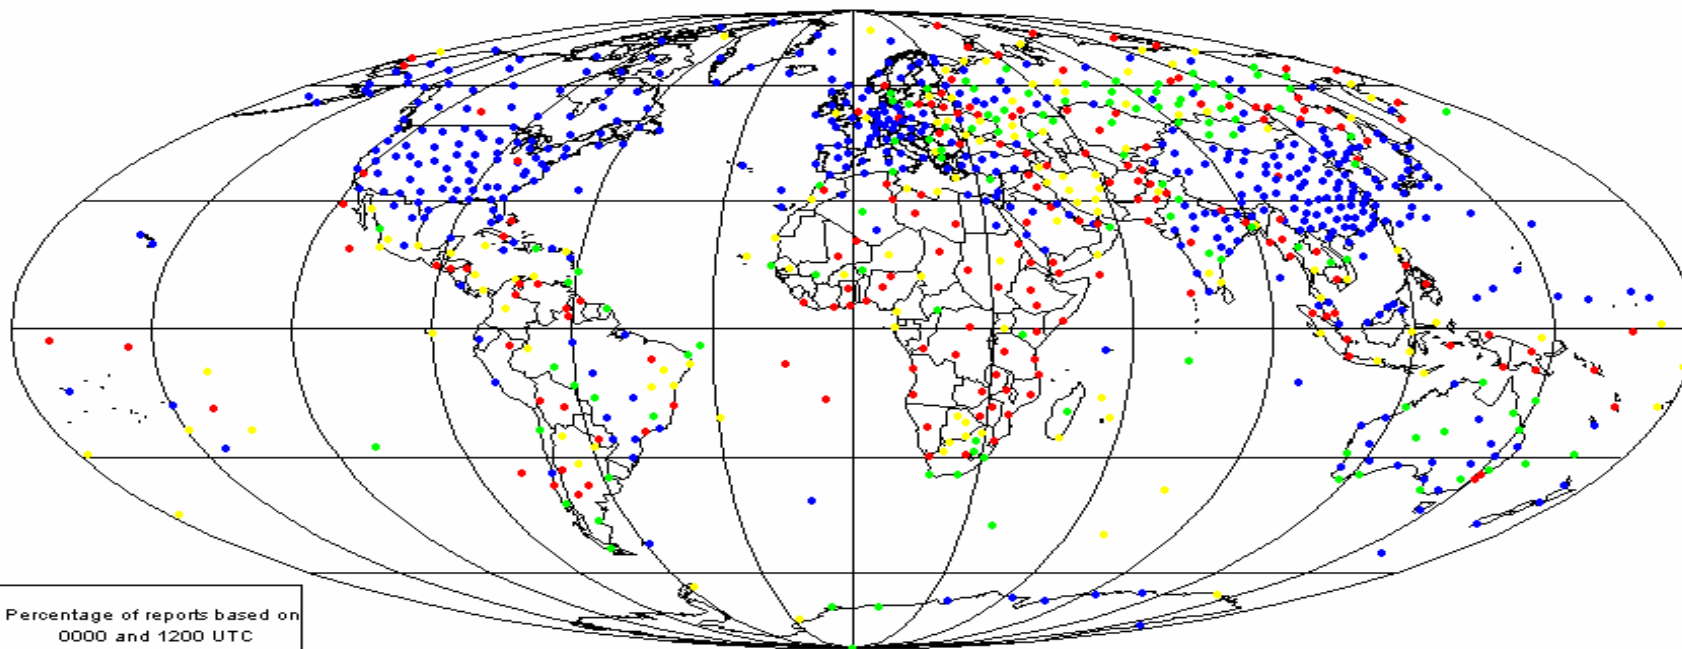 Percentage of reports based on
0000 and 1200 UTC